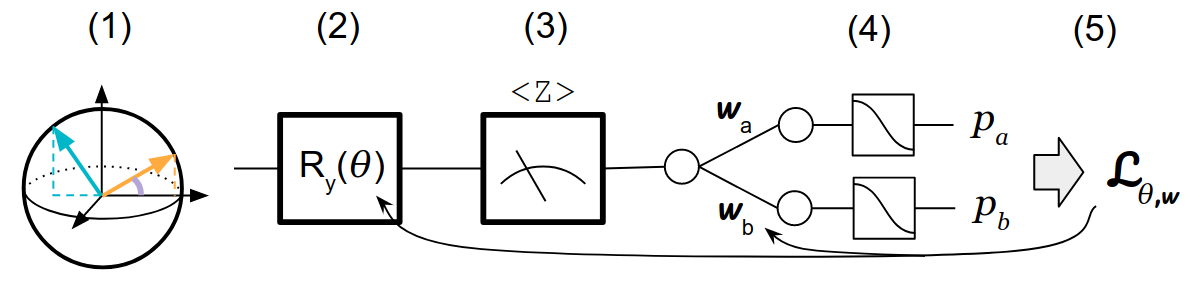 (1) (2) (3) (4) (5)
<Z>
R_y(θ)
w_a
w_b
p_a
p_b
ℒ_θ,w